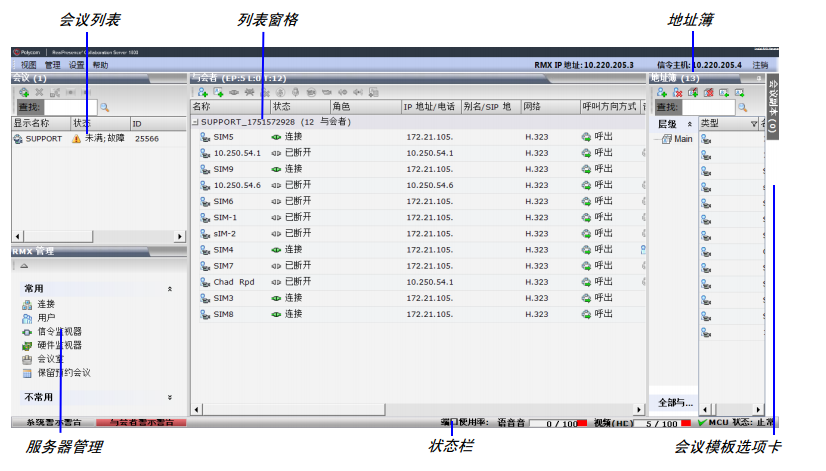 会议列表 列表窗格 地址簿
Polycom RealPresence® Collaboration Server 1800
视图 管理 设置 帮助 RMX IP 地址: 10.220.205.3 信令主机: 10.220.205.4 注销
会议 (1) 与会者 (EP:5 L:0 T:12) 地址簿 (13)
查找: 查找:
会议模板 (0)
显示名称 状态 ID 名称 状态 角色 IP 地址/电话 别名/SIP 地 网络 呼叫方向方式 层级 类型
SUPPORT 未满;故障 25566 SUPPORT_1751572928 (12 与会者) Main
SIM5 连接 172.21.105. H.323 呼出
10.250.54.1 已断开 10.250.54.1 H.323 呼出
SIM9 连接 172.21.105. H.323 呼出
10.250.54.6 已断开 10.250.54.6 H.323 呼出
SIM6 已断开 172.21.105. H.323 呼出
SIM-1 已断开 172.21.105. H.323 呼出
sIM-2 已断开 172.21.105. H.323 呼出
SIM4 连接 172.21.105. H.323 呼出
SIM7 已断开 172.21.105. H.323 呼出
Chad Rpd 已断开 10.250.54.1 H.323 呼出
SIM3 连接 172.21.105. H.323 呼出
SIM8 连接 172.21.105. H.323 呼出
RMX 管理
常用
连接
用户
信令监视器
硬件监视器
会议室
保留预约会议
不常用
全部与...
系统警示警告 与会者警示警告 端口使用率: 语音音 0 / 100 视频(HC) 5 / 100 MCU 状态: 正常
服务器管理 状态栏 会议模板选项卡